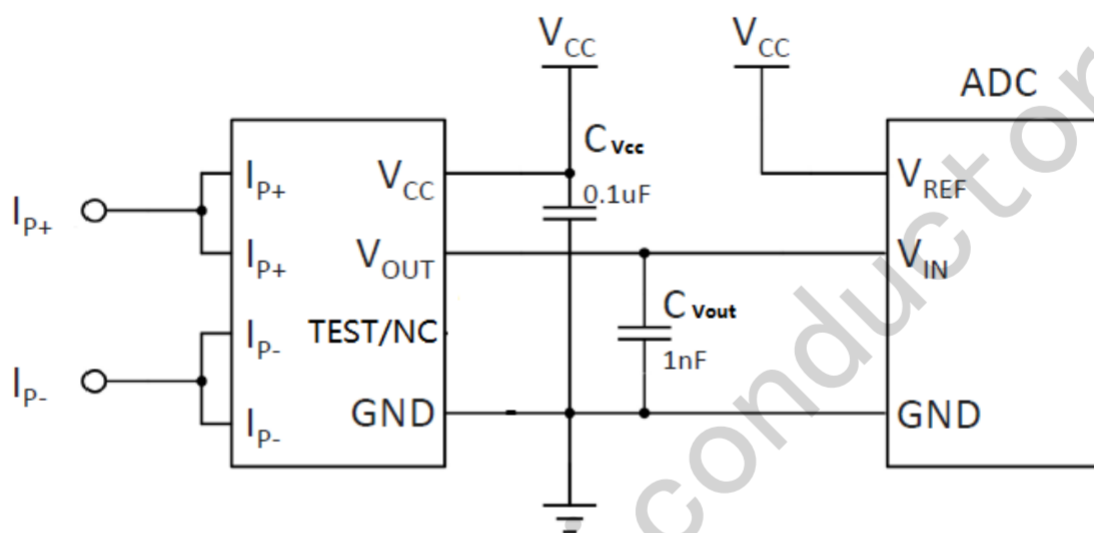 V_CC V_CC
ADC
C_Vcc
I_P+ V_CC 0.1uF V_REF
I_P+
I_P+ V_OUT V_IN
C_Vout
I_P- TEST/NC
1nF
I_P-
I_P- GND GND
conductor